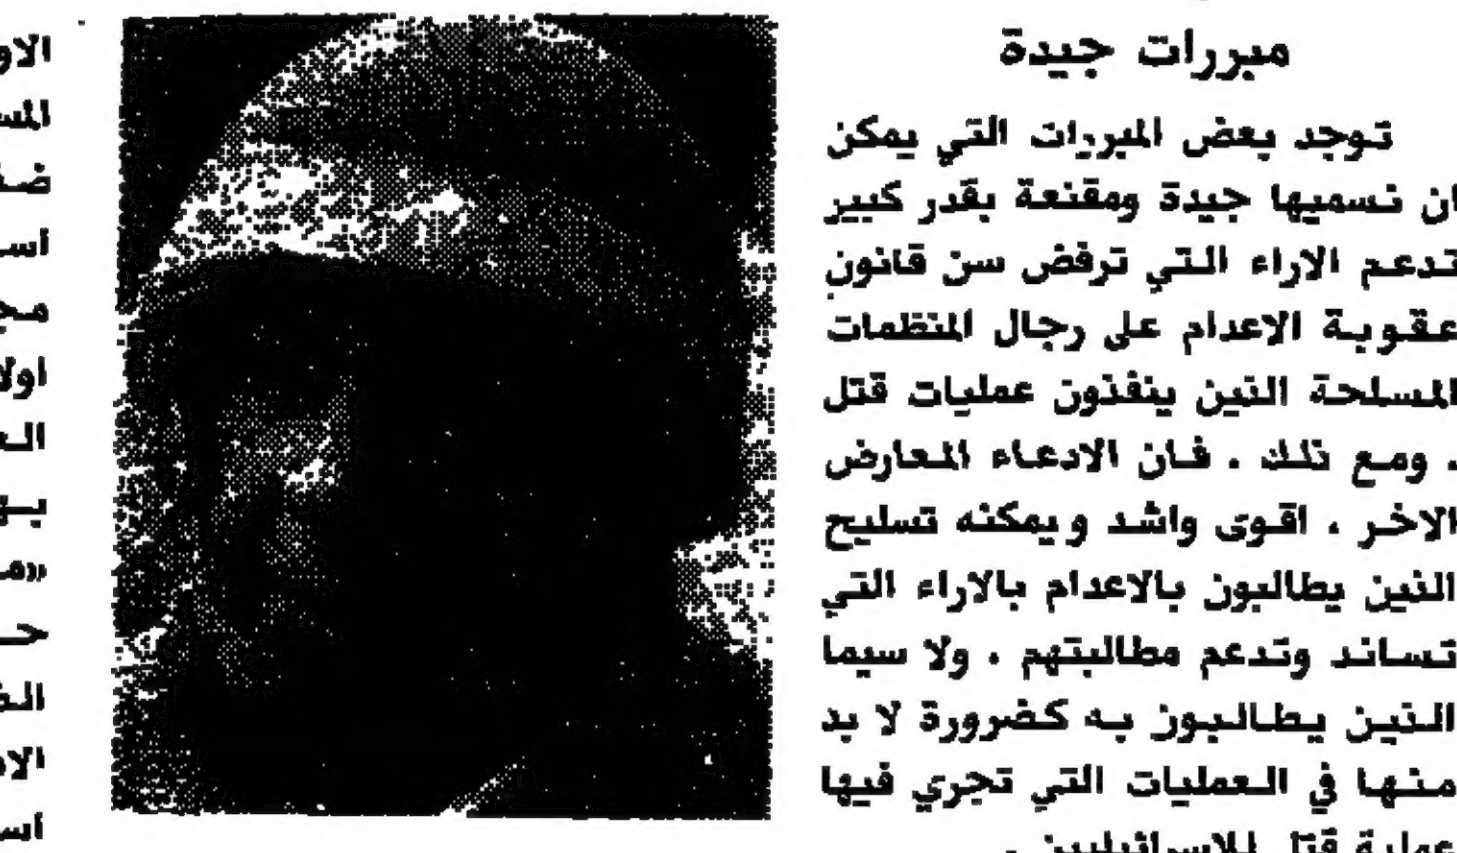 مبررات جيدة
توجد بعض المبررات التي يمكن
ان نسميها جيدة ومقنعة بقدر كبير
تدعم الاراء التي ترفض سن قانون
عقوبة الاعدام على رجال المنظمات
المسلحة الذين ينفذون عمليات قتل
. ومع ذلك . فان الادعاء المعارض
الاخر ، اقوى واشد ويمكنه تسليح
الذين يطالبون بالاعدام بالاراء التي
تساند وتدعم مطالبتهم . ولا سيما
الذين يطالبون به كضرورة لا بد
منها في العمليات التي تجري فيها
عملية قتل للاسرائيليين .